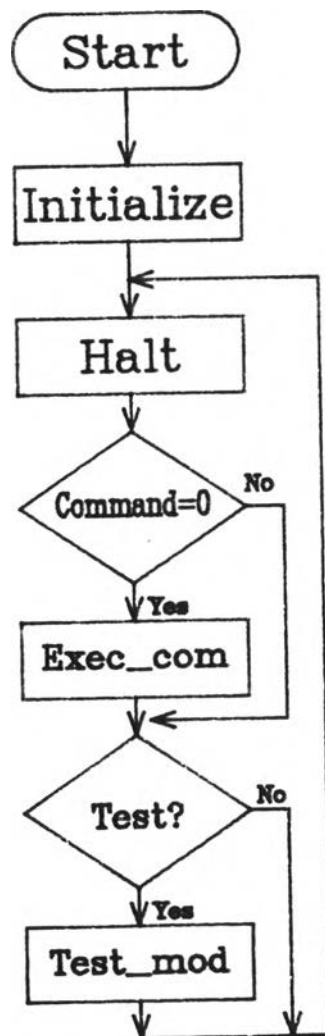 Start
Initialize
Halt
Command=0
No
Yes
Exec_com
Test?
No
Yes
Test_mod